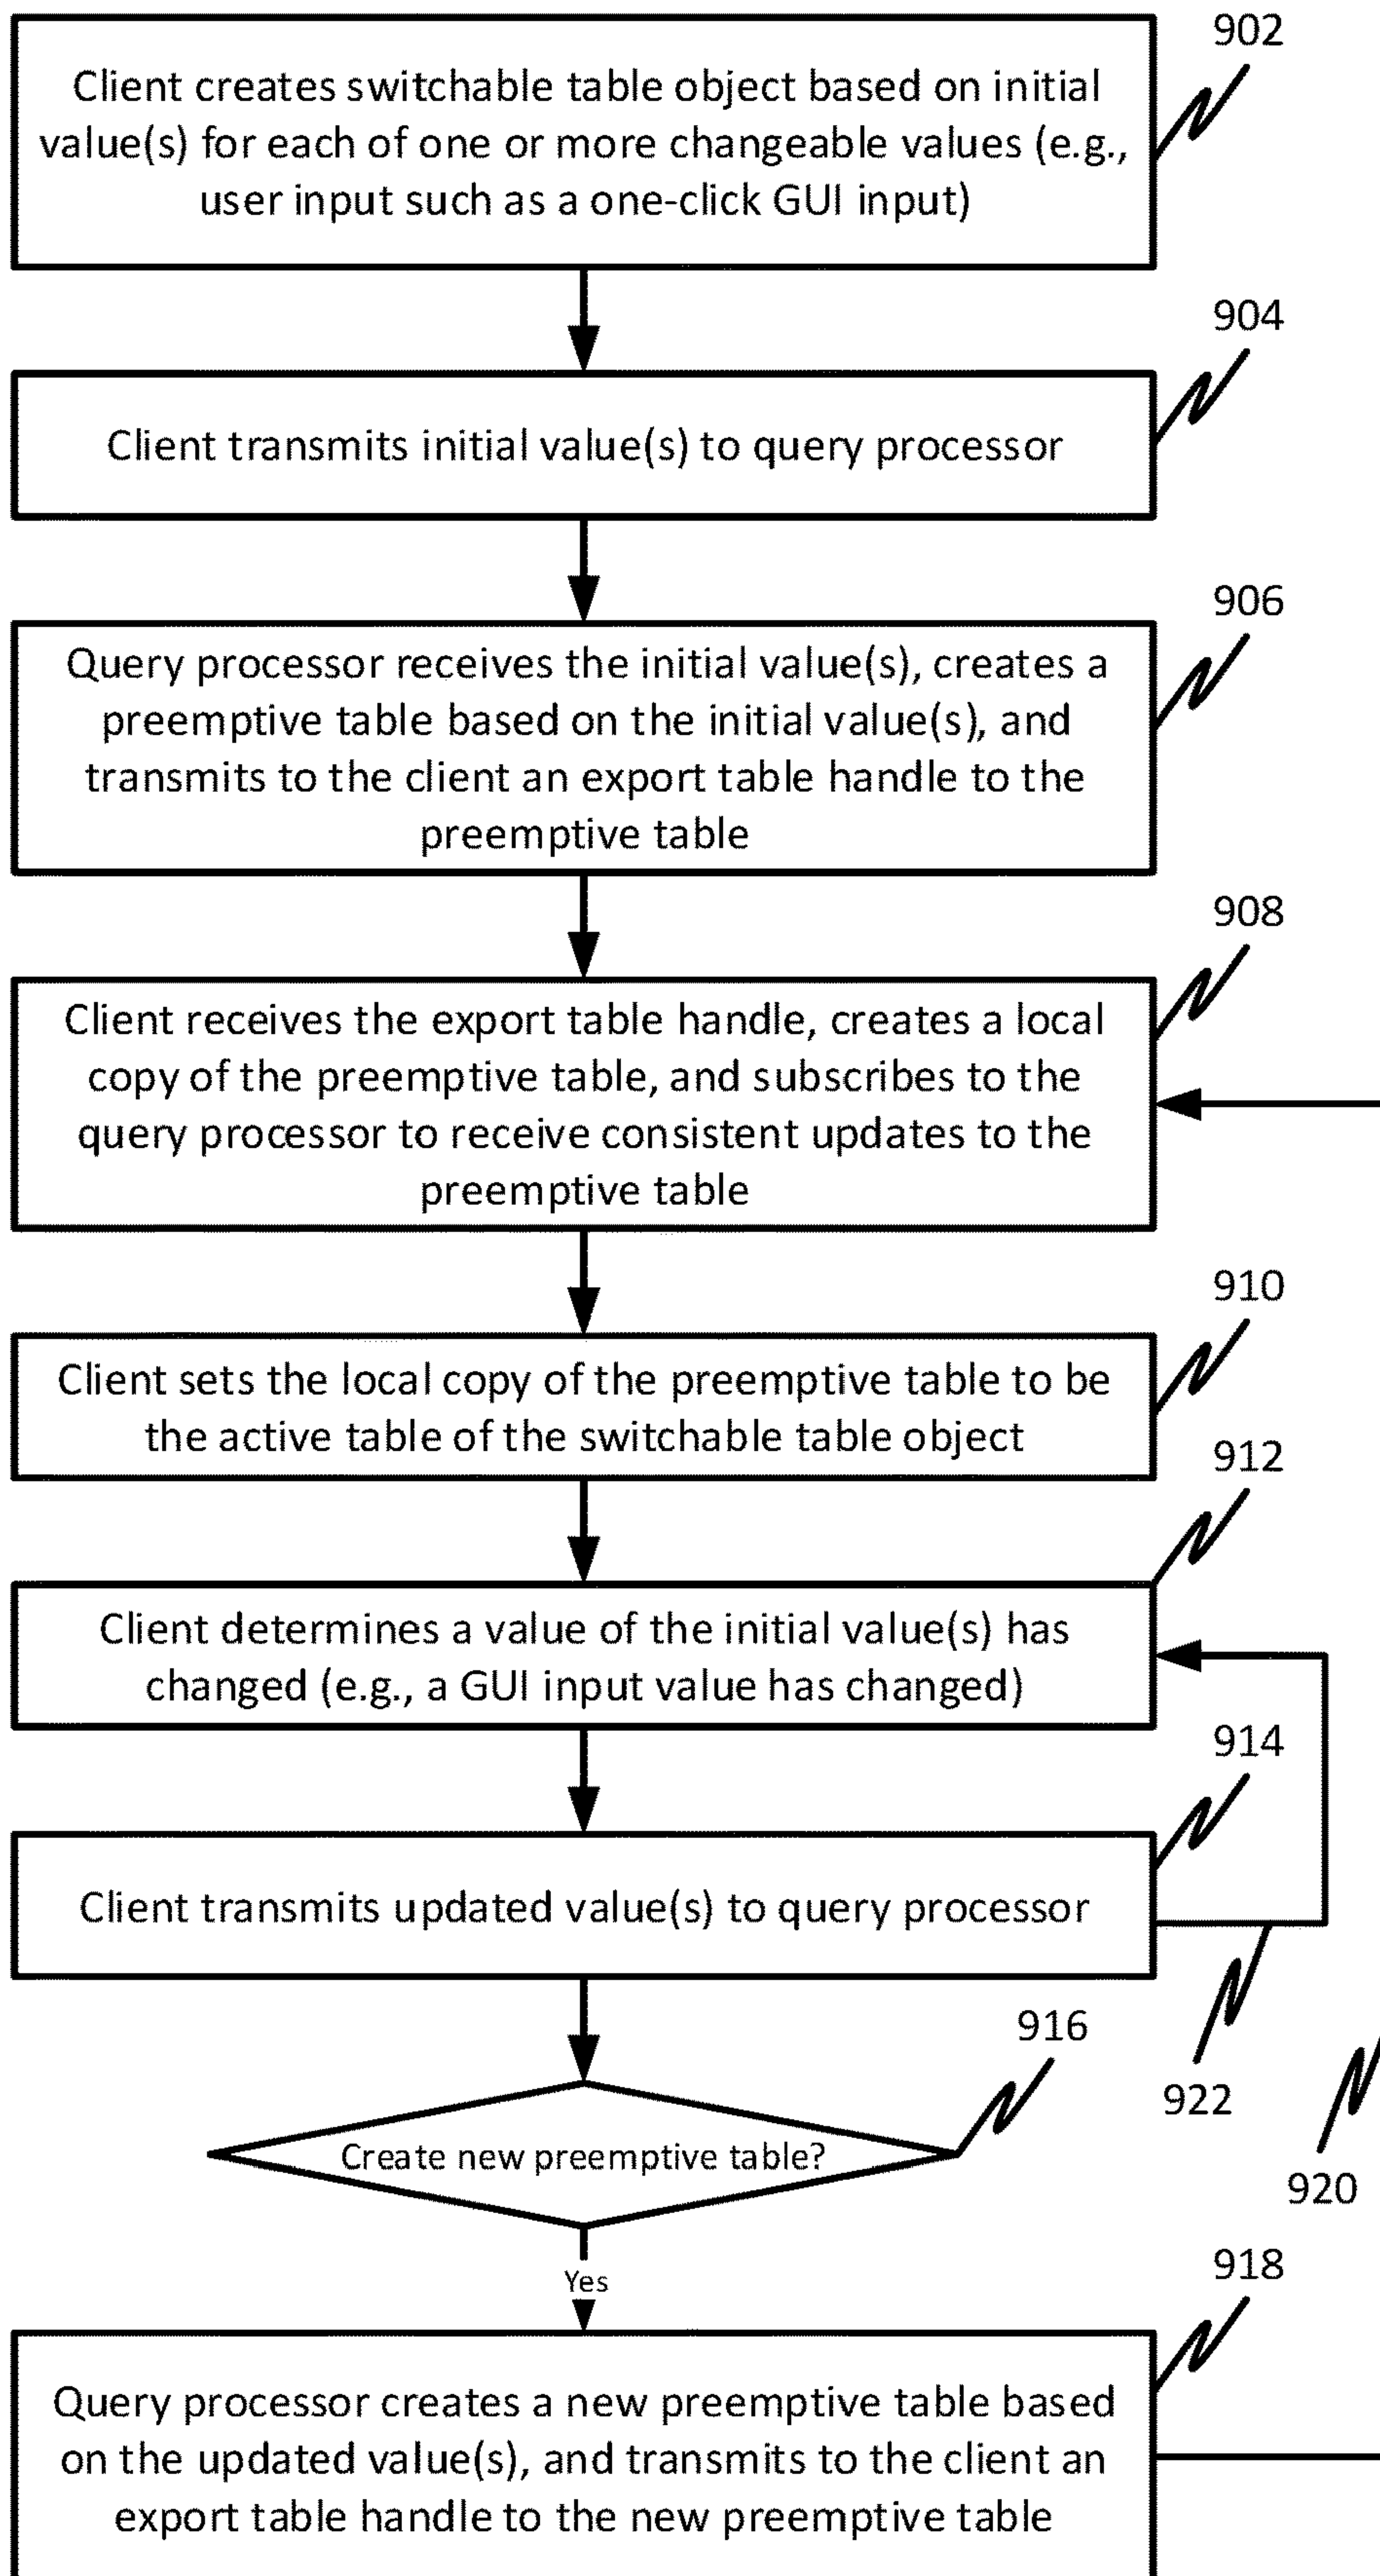 902
Client creates switchable table object based on initial
value(s) for each of one or more changeable values (e.g.,
user input such as a one-click GUI input)
904
Client transmits initial value(s) to query processor
906
Query processor receives the initial value(s), creates a
preemptive table based on the initial value(s), and
transmits to the client an export table handle to the
preemptive table
908
Client receives the export table handle, creates a local
copy of the preemptive table, and subscribes to the
query processor to receive consistent updates to the
preemptive table
910
Client sets the local copy of the preemptive table to be
the active table of the switchable table object
912
Client determines a value of the initial value(s) has
changed (e.g., a GUI input value has changed)
914
Client transmits updated value(s) to query processor
916
922
Create new preemptive table?
920
918
Yes
Query processor creates a new preemptive table based
on the updated value(s), and transmits to the client an
export table handle to the new preemptive table